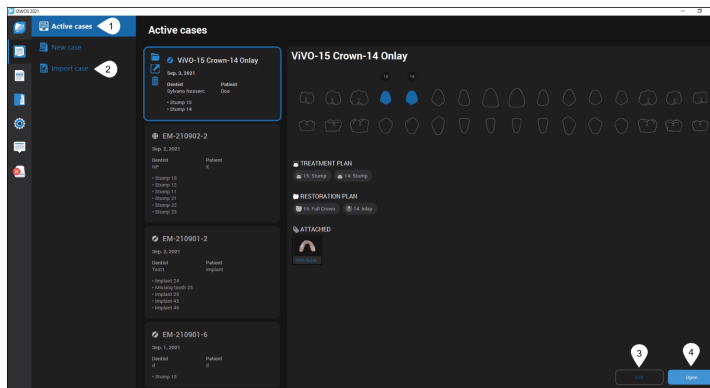 DWOS 2021
Active cases
1
New case
Import case
2
Active cases
ViVO-15 Crown-14 Onlay
Sep. 3, 2021
Dentist Patient
Sylvano Nossent Doe
• Stump 15
• Stump 14
EM-210902-2
Sep. 2, 2021
Dentist Patient
• Stump 13
• Stump 12
• Stump 11
• Stump 21
• Stump 22
• Stump 23
EM-210901-2
Sep. 2, 2021
Dentist Patient
Test1 implant
• Implant 24
• Missing tooth 25
• Implant 26
• Implant 45
• Implant 46
EM-210901-6
Sep. 1, 2021
Dentist Patient
d d
• Stump 13
ViVO-15 Crown-14 Onlay
15 14
TREATMENT PLAN
15: Stump 14: Stump
RESTORATION PLAN
15: Full Crown 14: Inlay
ATTACHED
3
4
Edit
Open